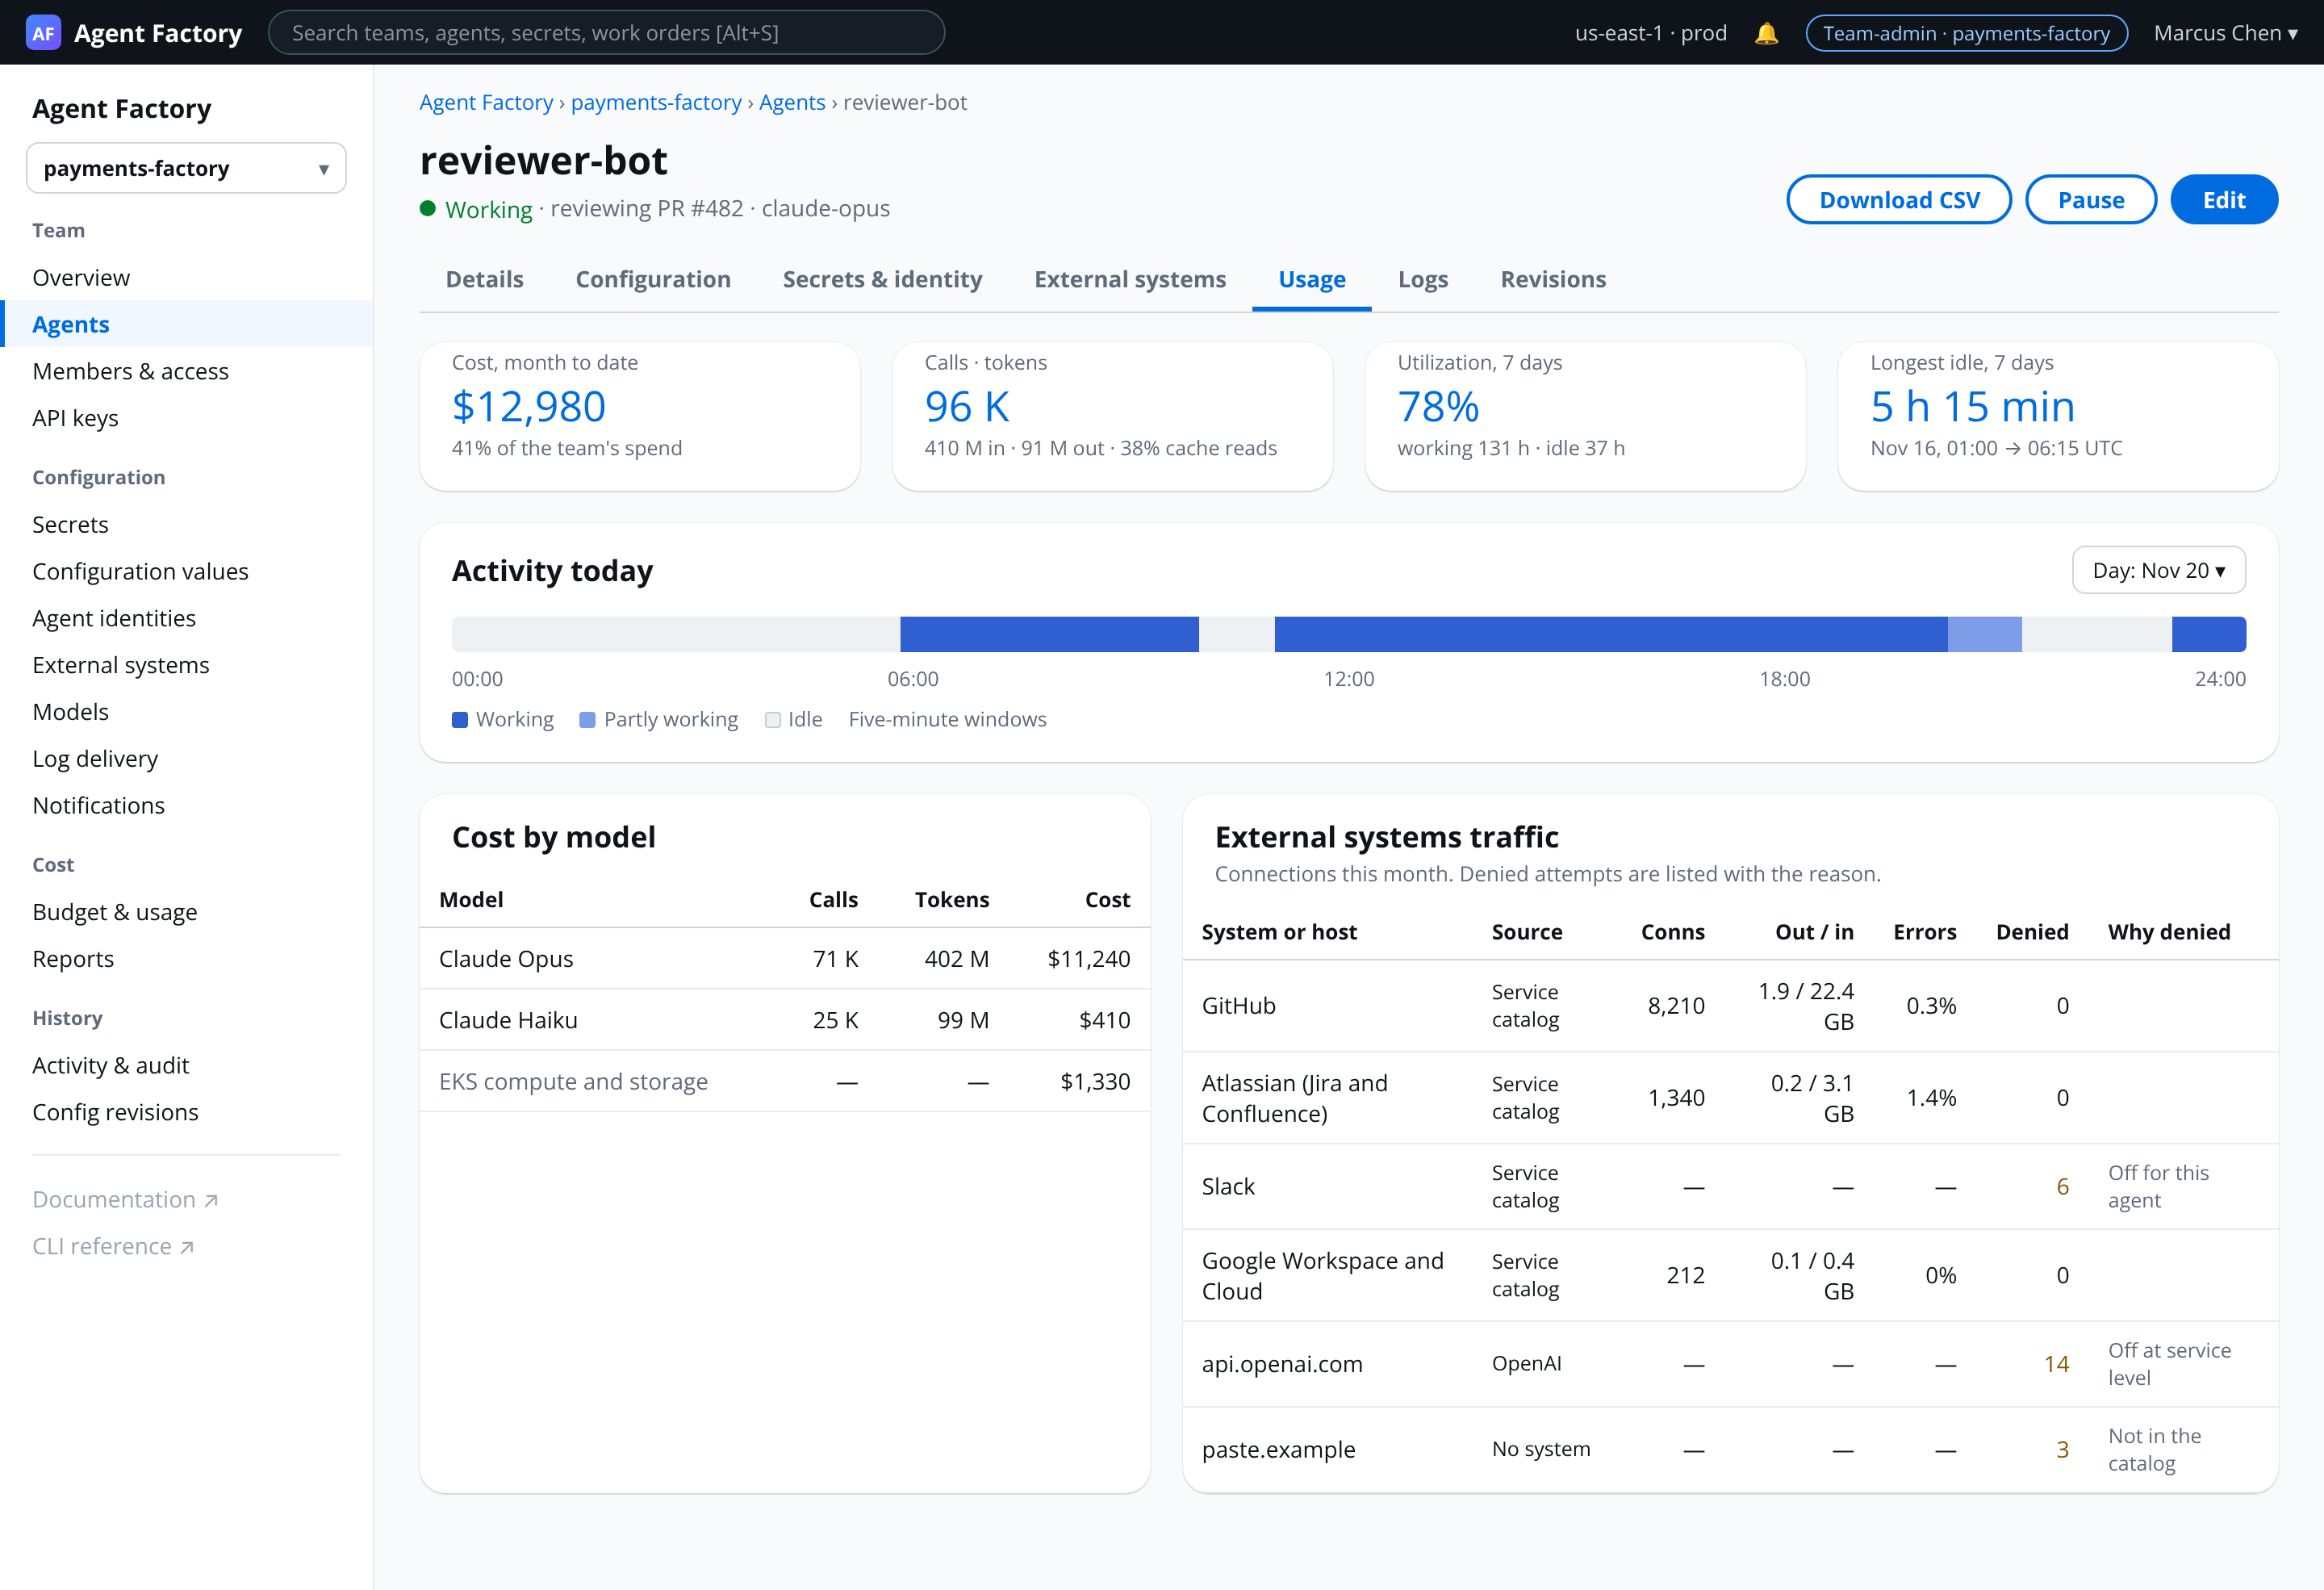 AF Agent Factory
Search teams, agents, secrets, work orders [Alt+S]
us-east-1 · prod
Team-admin · payments-factory
Marcus Chen ▾
Agent Factory
payments-factory ▾
Team
Overview
Agents
Members & access
API keys
Configuration
Secrets
Configuration values
Agent identities
External systems
Models
Log delivery
Notifications
Cost
Budget & usage
Reports
History
Activity & audit
Config revisions
Documentation ↗
CLI reference ↗
Agent Factory › payments-factory › Agents › reviewer-bot
reviewer-bot
Working · reviewing PR #482 · claude-opus
Download CSV
Pause
Edit
Details
Configuration
Secrets & identity
External systems
Usage
Logs
Revisions
Cost, month to date
$12,980
41% of the team's spend
Calls · tokens
96 K
410 M in · 91 M out · 38% cache reads
Utilization, 7 days
78%
working 131 h · idle 37 h
Longest idle, 7 days
5 h 15 min
Nov 16, 01:00 → 06:15 UTC
Activity today
Day: Nov 20 ▾
00:00 06:00 12:00 18:00 24:00
Working Partly working Idle Five-minute windows
Cost by model
Model Calls Tokens Cost
Claude Opus 71 K 402 M $11,240
Claude Haiku 25 K 99 M $410
EKS compute and storage — — $1,330
External systems traffic
Connections this month. Denied attempts are listed with the reason.
System or host Source Conns Out / in Errors Denied Why denied
GitHub
Service
catalog
8,210
1.9 / 22.4
GB
0.3%
0
Atlassian (Jira and
Confluence)
Service
catalog
1,340
0.2 / 3.1
GB
1.4%
0
Slack
Service
catalog
—
—
—
6
Off for this
agent
Google Workspace and
Cloud
Service
catalog
212
0.1 / 0.4
GB
0%
0
api.openai.com
OpenAI
—
—
—
14
Off at service
level
paste.example
No system
—
—
—
3
Not in the
catalog